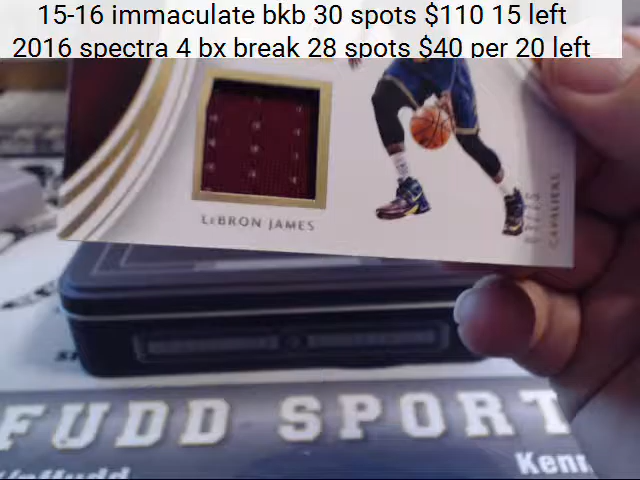 15-16 immaculate bkb 30 spots $110 15 left
2016 spectra 4 bx break 28 spots $40 per 20 left
LEBRON JAMES
CAVALIERS
FUDD SPORT